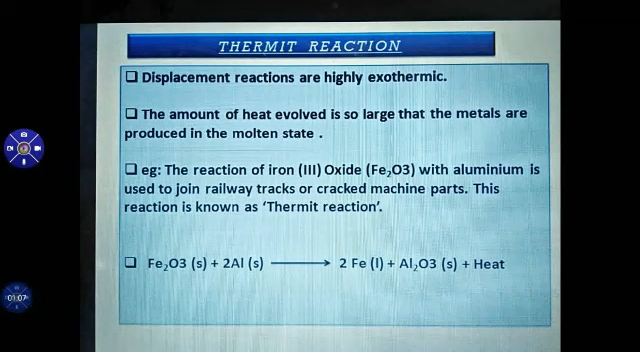 THERMIT REACTION
❑ Displacement reactions are highly exothermic.
❑ The amount of heat evolved is so large that the metals are
produced in the molten state .
❑ eg: The reaction of iron (III) Oxide (Fe₂O3) with aluminium is
used to join railway tracks or cracked machine parts. This
reaction is known as ‘Thermit reaction’.
❑ Fe₂O3 (s) + 2Al (s) ⟶ 2 Fe (l) + Al₂O3 (s) + Heat
01:07